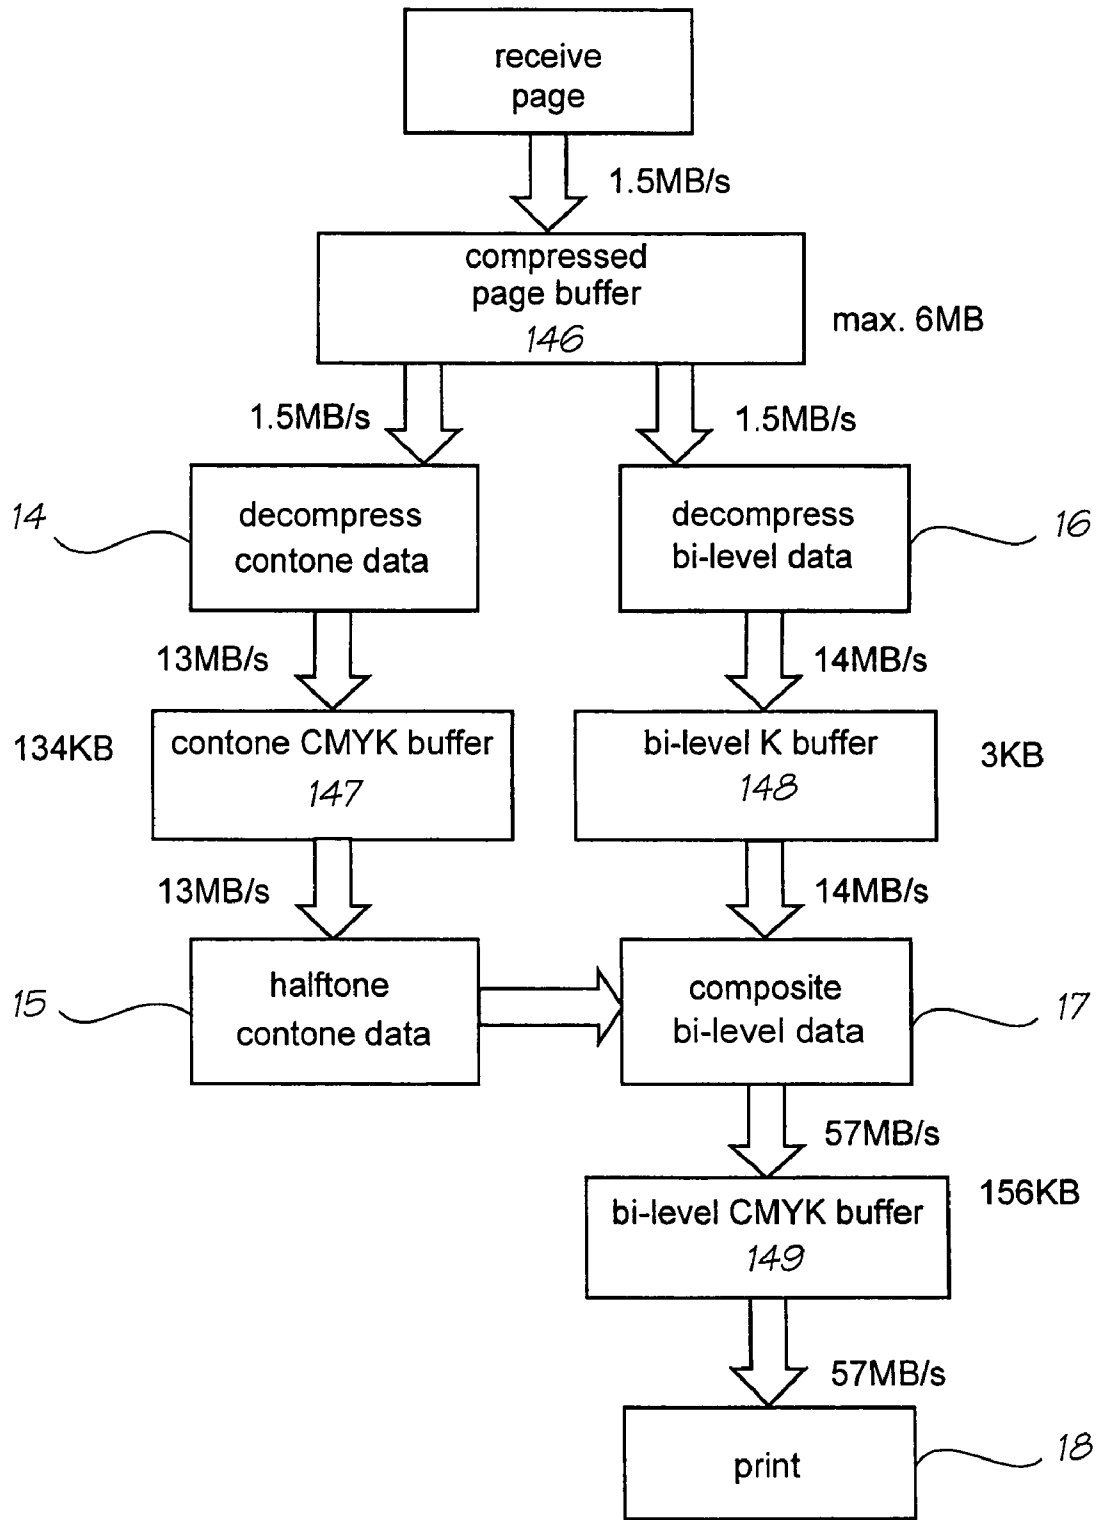 receive
page
1.5MB/s
compressed
page buffer
146
max. 6MB
1.5MB/s
1.5MB/s
14
decompress
contone data
decompress
bi-level data
16
13MB/s
14MB/s
134KB
contone CMYK buffer
147
bi-level K buffer
148
3KB
13MB/s
14MB/s
15
halftone
contone data
composite
bi-level data
17
57MB/s
bi-level CMYK buffer
149
156KB
57MB/s
print
18